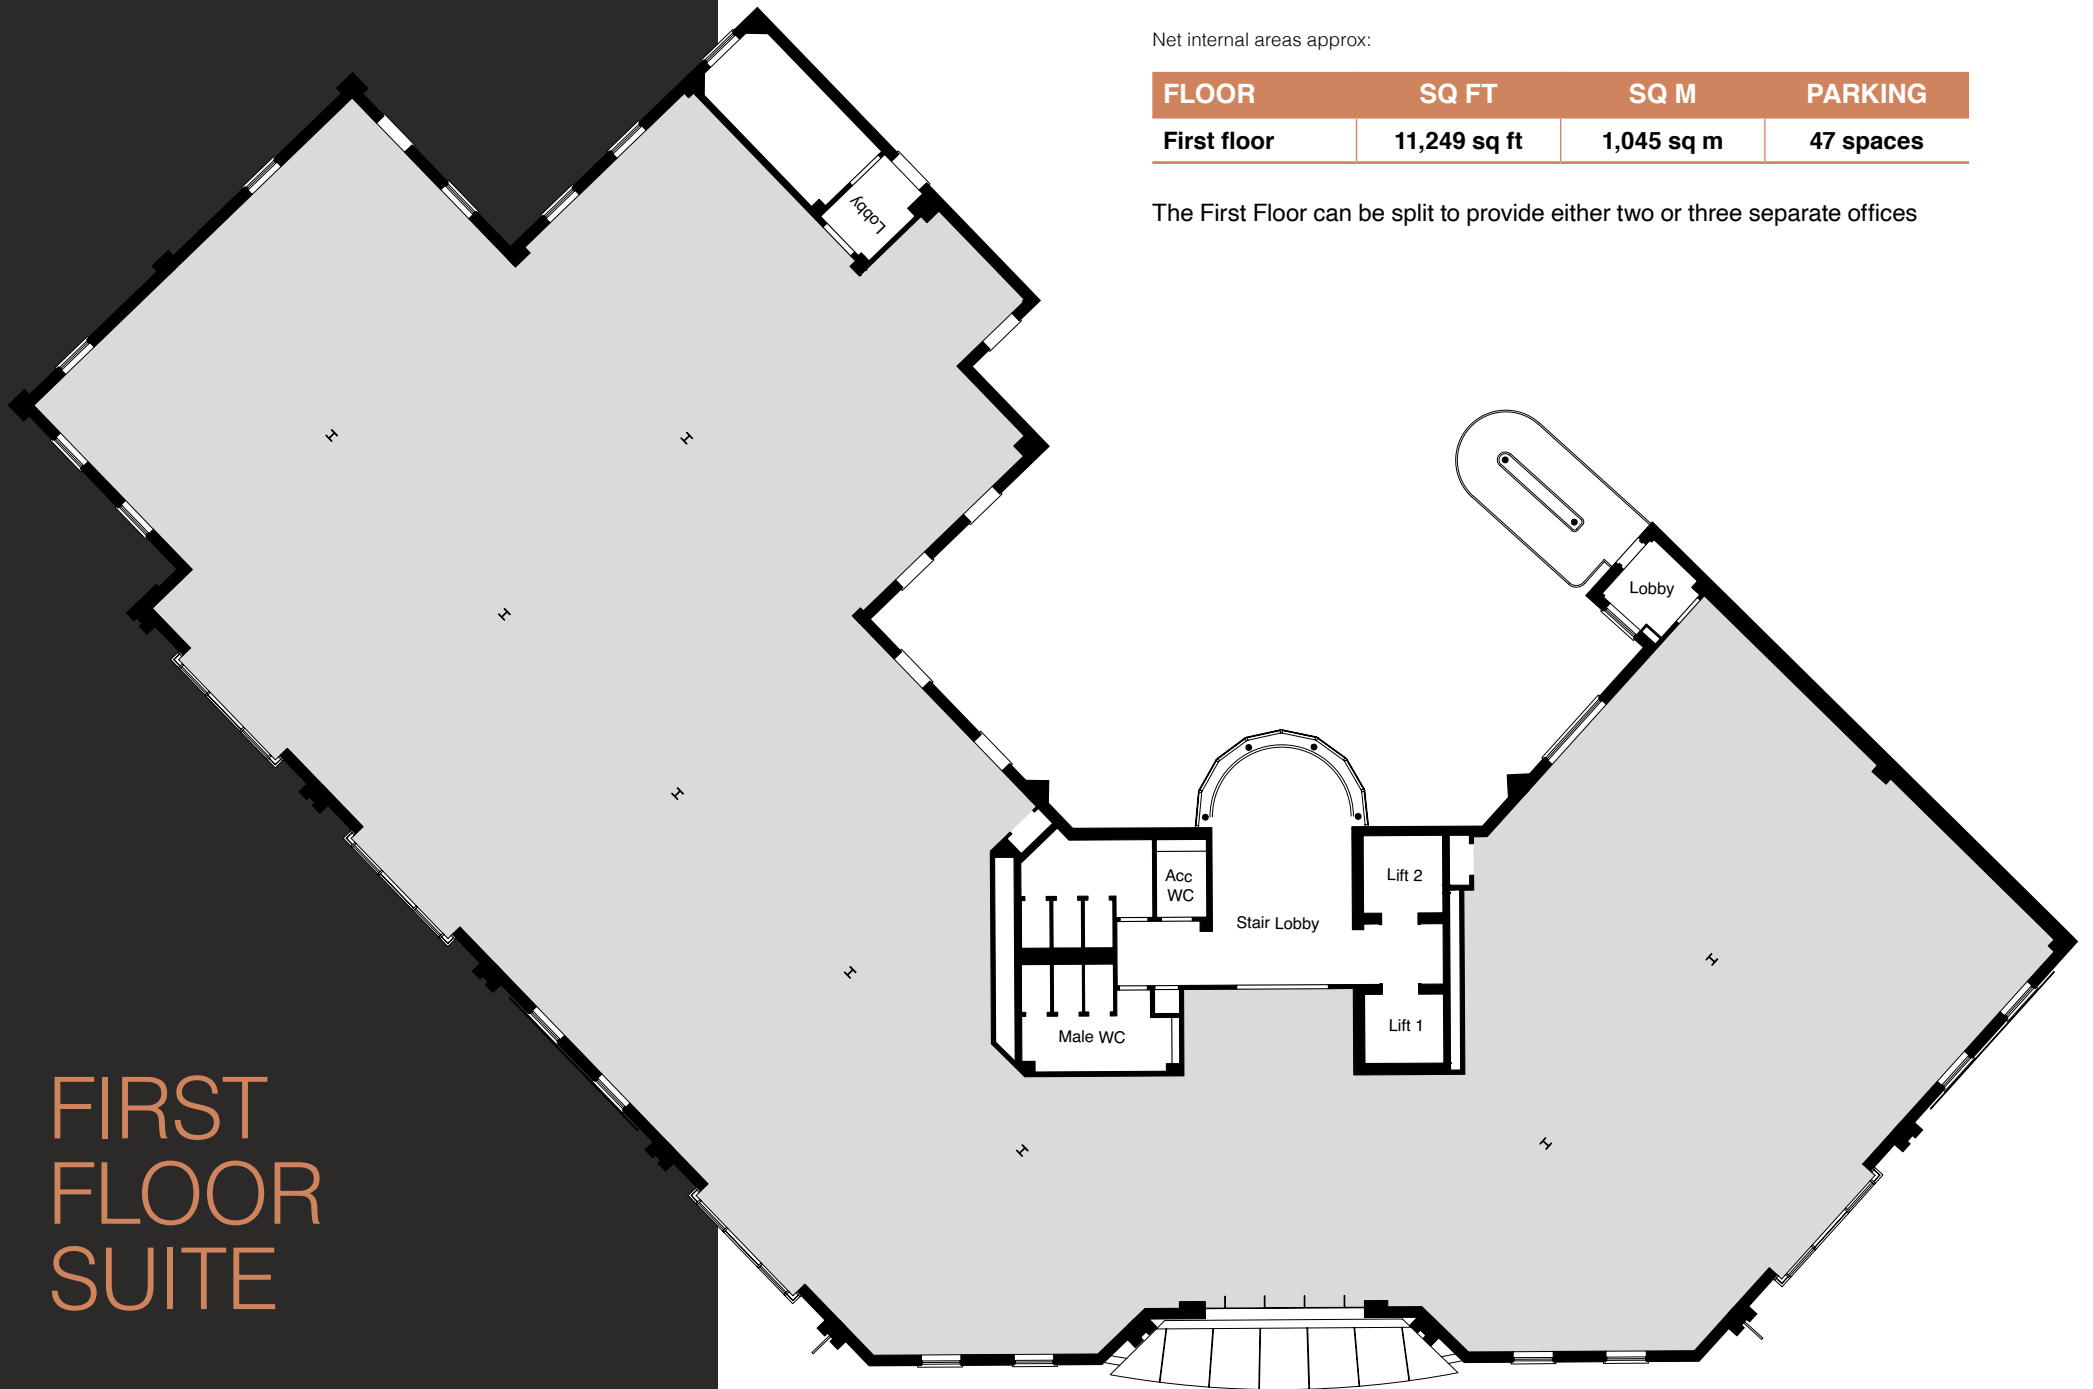 Net internal areas approx:
FLOOR SQ FT SQ M PARKING
First floor 11,249 sq ft 1,045 sq m 47 spaces
The First Floor can be split to provide either two or three separate offices
Lobby
Lobby
Acc
WC
Lift 2
Stair Lobby
Male WC
Lift 1
FIRST
FLOOR
SUITE